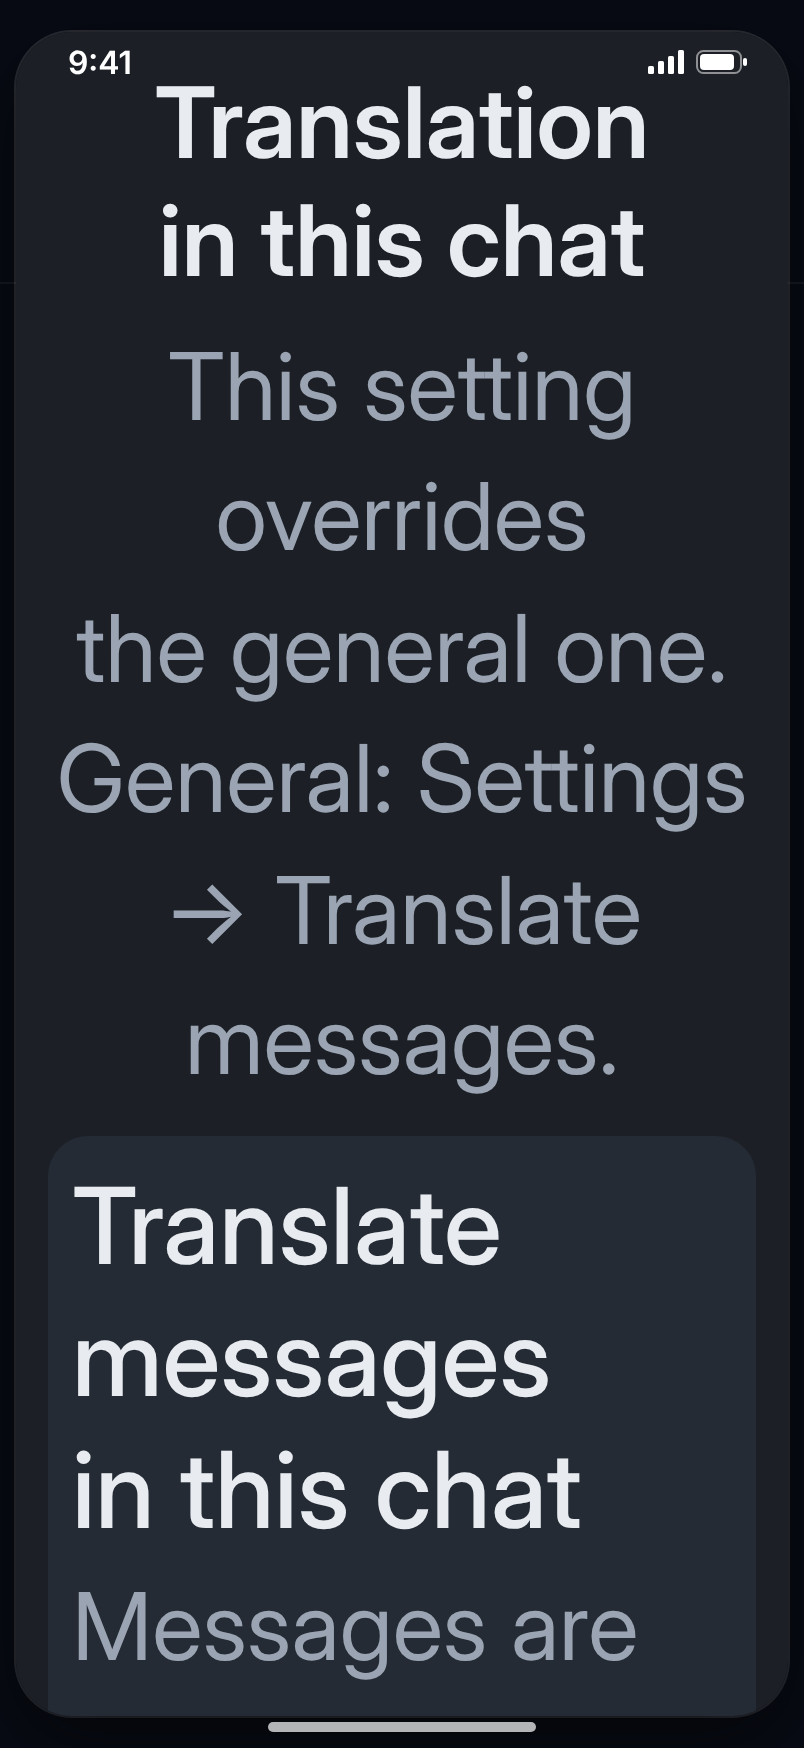 9:41
Translation
in this chat
This setting
overrides
the general one.
General: Settings
→ Translate
messages.
Translate
messages
in this chat
Messages are